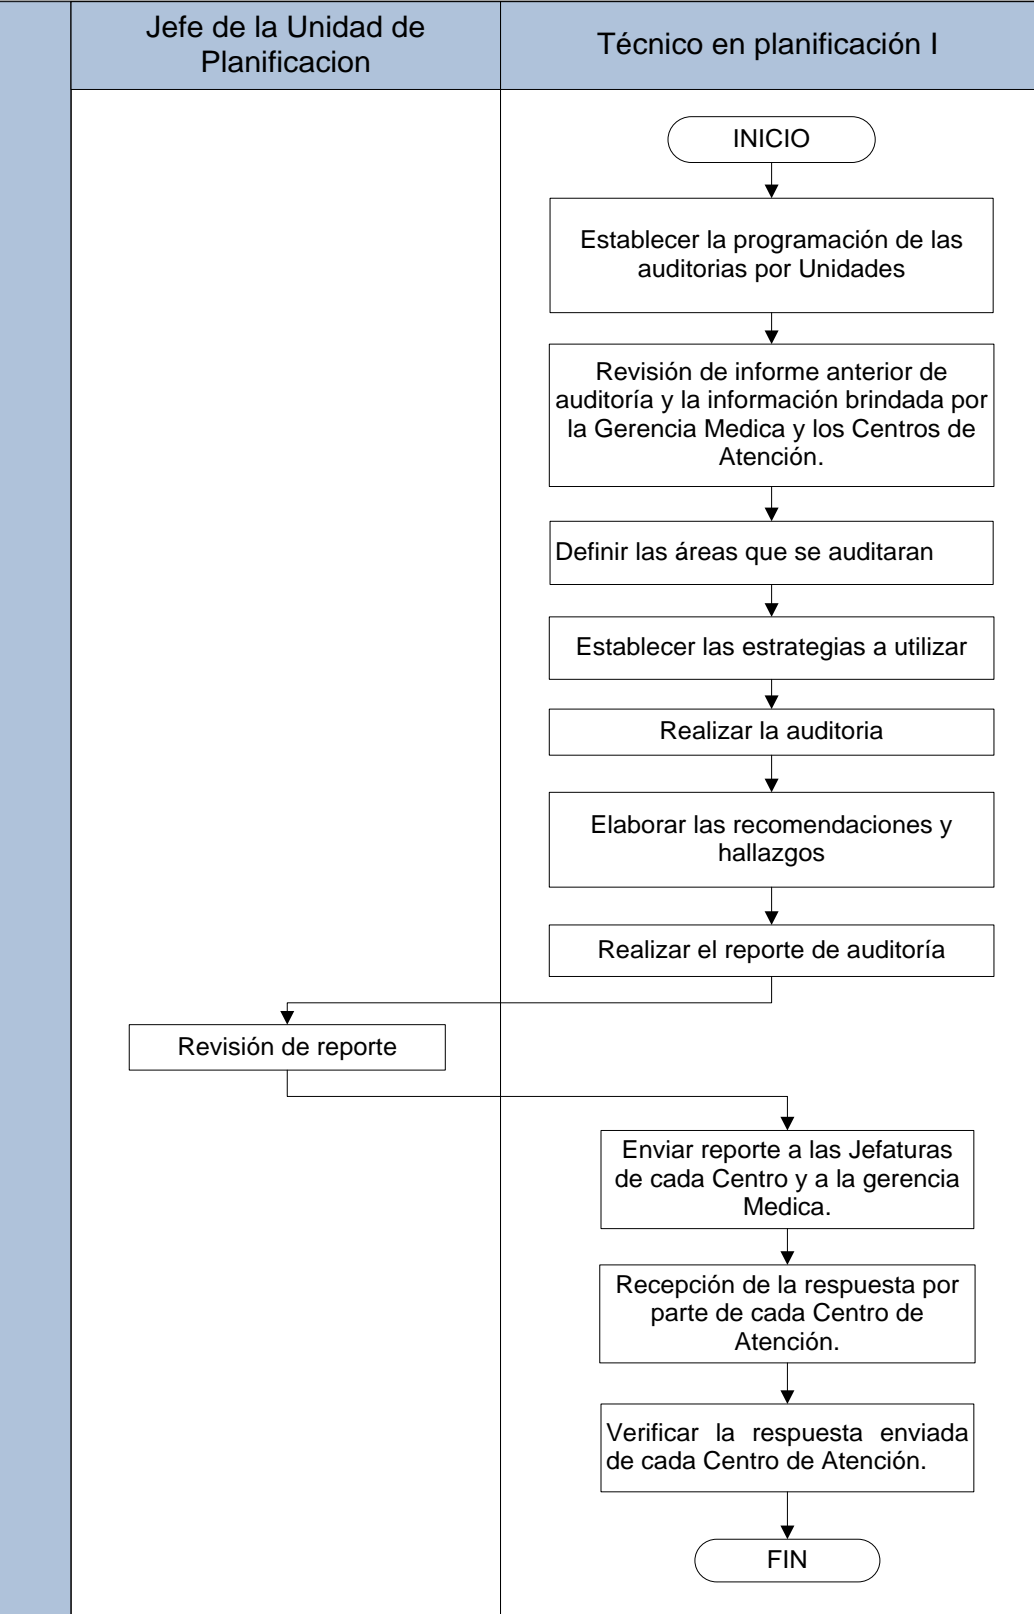 Jefe de la Unidad de
Planificacion
Técnico en planificación I
INICIO
Establecer la programación de las
auditorias por Unidades
Revisión de informe anterior de
auditoría y la información brindada por
la Gerencia Medica y los Centros de
Atención.
Definir las áreas que se auditaran
Establecer las estrategias a utilizar
Realizar la auditoria
Elaborar las recomendaciones y
hallazgos
Realizar el reporte de auditoría
Revisión de reporte
Enviar reporte a las Jefaturas
de cada Centro y a la gerencia
Medica.
Recepción de la respuesta por
parte de cada Centro de
Atención.
Verificar la respuesta enviada
de cada Centro de Atención.
FIN